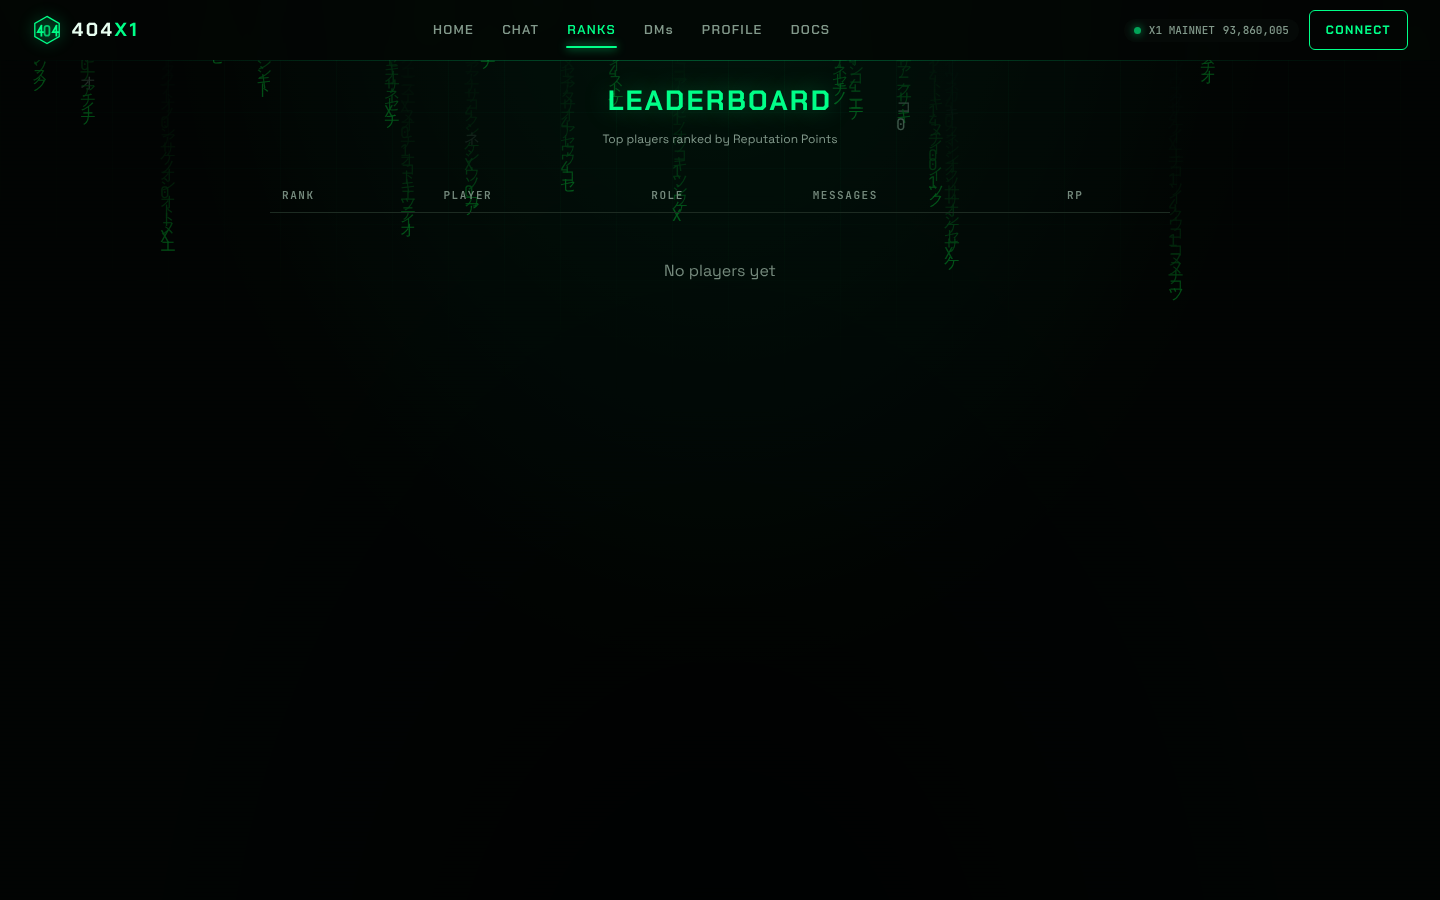 404 404X1
HOME CHAT RANKS DMs PROFILE DOCS
X1 MAINNET 93,860,005
CONNECT
LEADERBOARD
Top players ranked by Reputation Points
RANK PLAYER ROLE MESSAGES RP
No players yet